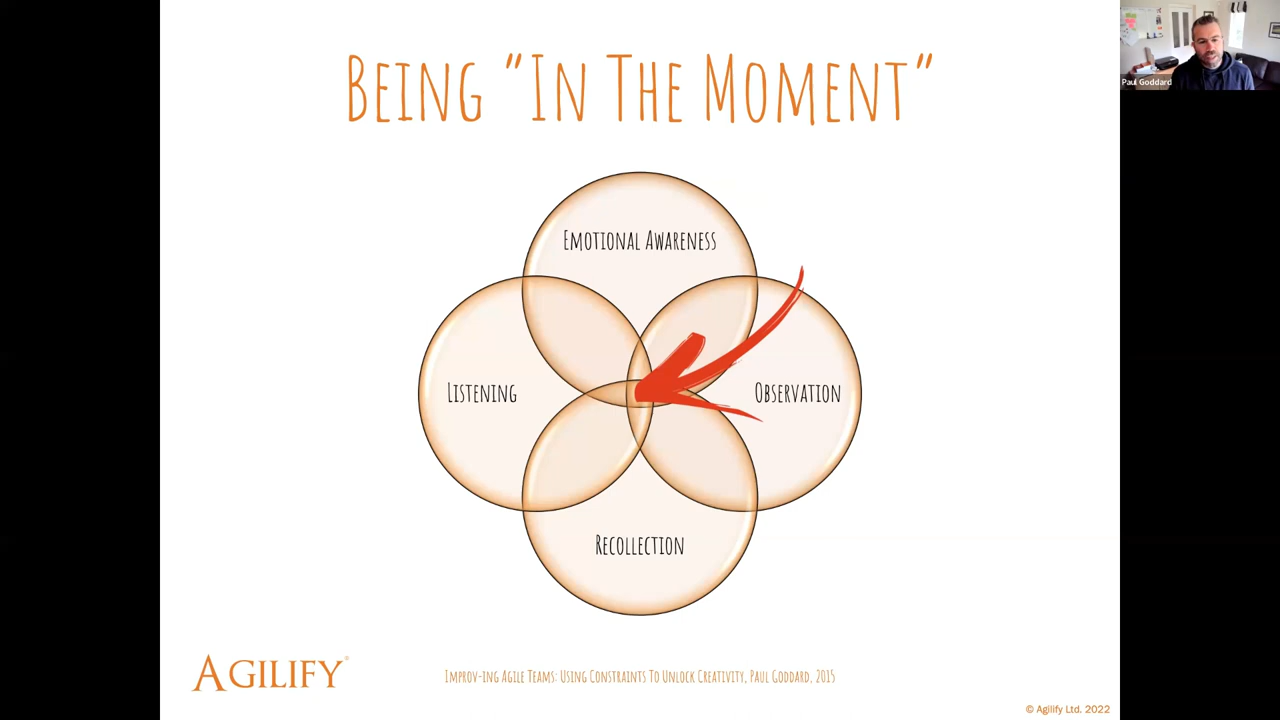 Being “In The Moment”
Paul Goddard
Emotional Awareness
Listening
Observation
Recollection
Agilify®
Improv-ing Agile Teams: Using Constraints To Unlock Creativity, Paul Goddard, 2015
© Agilify Ltd. 2022